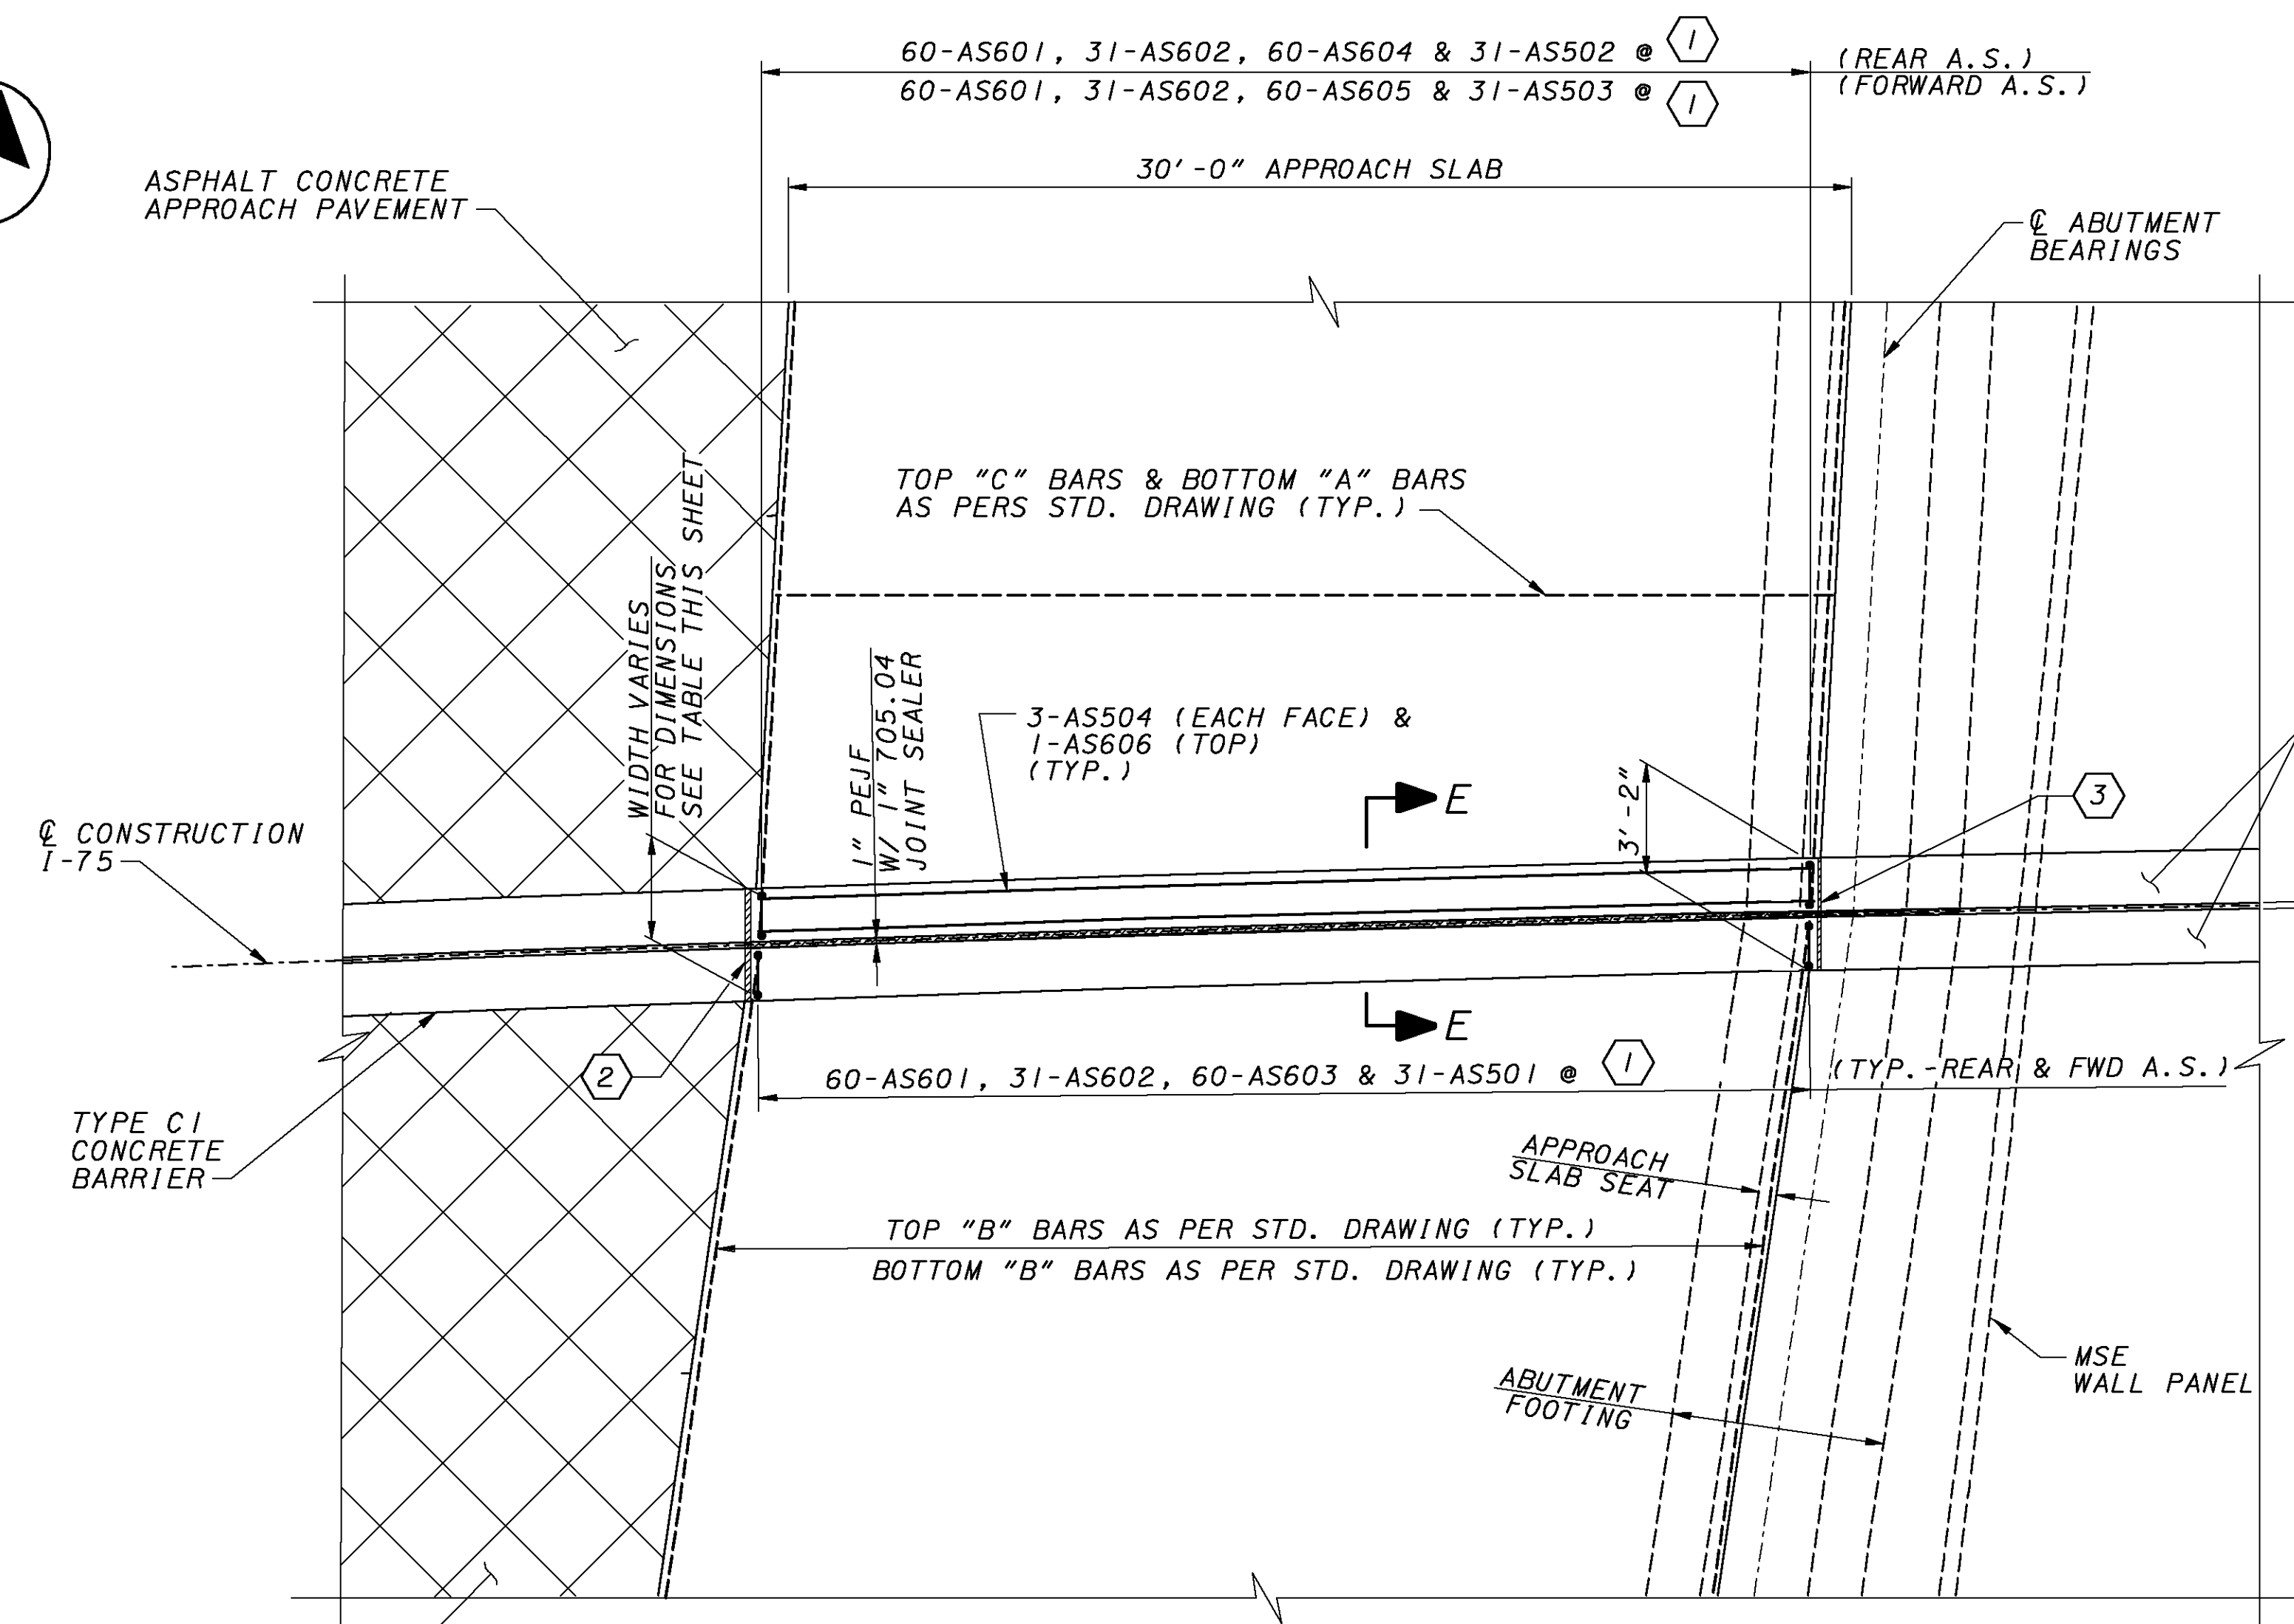 60-AS601, 31-AS602, 60-AS604 & 31-AS502 @ 1
(REAR A.S.)
60-AS601, 31-AS602, 60-AS605 & 31-AS503 @ 1
(FORWARD A.S.)
30'-0" APPROACH SLAB
ASPHALT CONCRETE
APPROACH PAVEMENT
℄ ABUTMENT
BEARINGS
TOP "C" BARS & BOTTOM "A" BARS
AS PERS STD. DRAWING (TYP.)
WIDTH VARIES
FOR DIMENSIONS
SEE TABLE THIS SHEET
1" PEJF
W/ 1" 705.04
JOINT SEALER
3-AS504 (EACH FACE) &
1-AS606 (TOP)
(TYP.)
E
3'-2"
3
℄ CONSTRUCTION
I-75
E
2
60-AS601, 31-AS602, 60-AS603 & 31-AS501 @ 1
(TYP.-REAR & FWD A.S.)
TYPE C1
CONCRETE
BARRIER
APPROACH
SLAB SEAT
TOP "B" BARS AS PER STD. DRAWING (TYP.)
BOTTOM "B" BARS AS PER STD. DRAWING (TYP.)
MSE
WALL PANEL
ABUTMENT
FOOTING